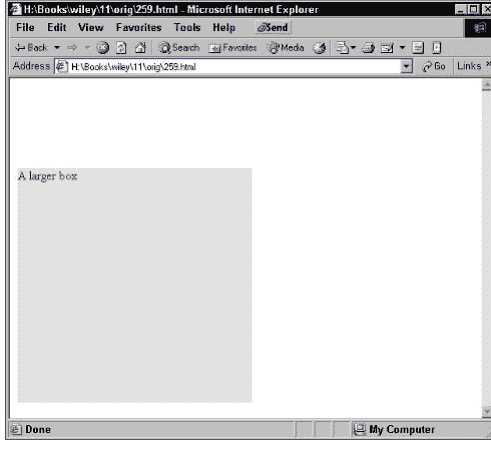 H:\Books\wiley\11\orig\259.html - Microsoft Internet Explorer
File Edit View Favorites Tools Help Send
Back Search Favorites Media
Address H:\Books\wiley\11\orig\259.html Go Links »
A larger box
Done My Computer